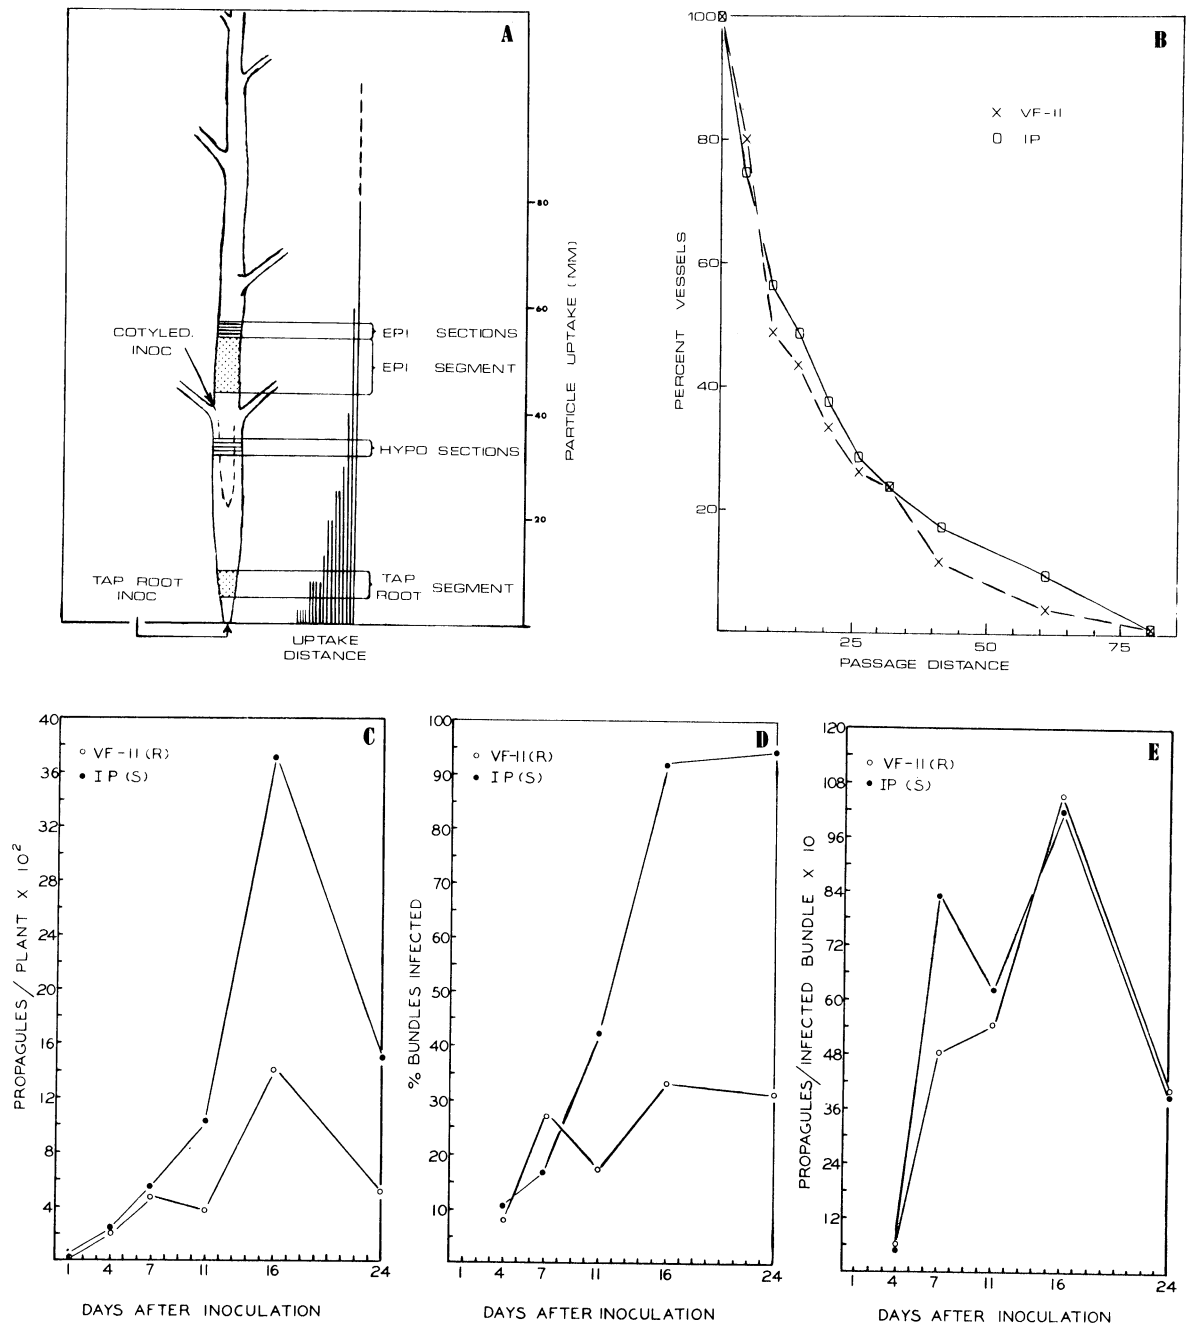 A
80
60
40
20
PARTICLE UPTAKE (MM)
COTYLED.
INOC
EPI SECTIONS
EPI SEGMENT
HYPO SECTIONS
TAP ROOT
INOC
TAP
ROOT
SEGMENT
UPTAKE
DISTANCE
B
100
80
60
40
20
PERCENT VESSELS
X VF-II
O IP
25 50 75
PASSAGE DISTANCE
C
40
36
32
28
24
20
16
12
8
4
PROPAGULES/PLANT X 10²
○ VF-II(R)
● IP(S)
1 4 7 11 16 24
DAYS AFTER INOCULATION
D
100
90
80
70
60
50
40
30
20
10
% BUNDLES INFECTED
○ VF-II(R)
● IP(S)
1 4 7 11 16 24
DAYS AFTER INOCULATION
E
120
108
96
84
72
60
48
36
24
12
PROPAGULES/INFECTED BUNDLE X 10
○ VF-II(R)
● IP (S)
1 4 7 11 16 24
DAYS AFTER INOCULATION